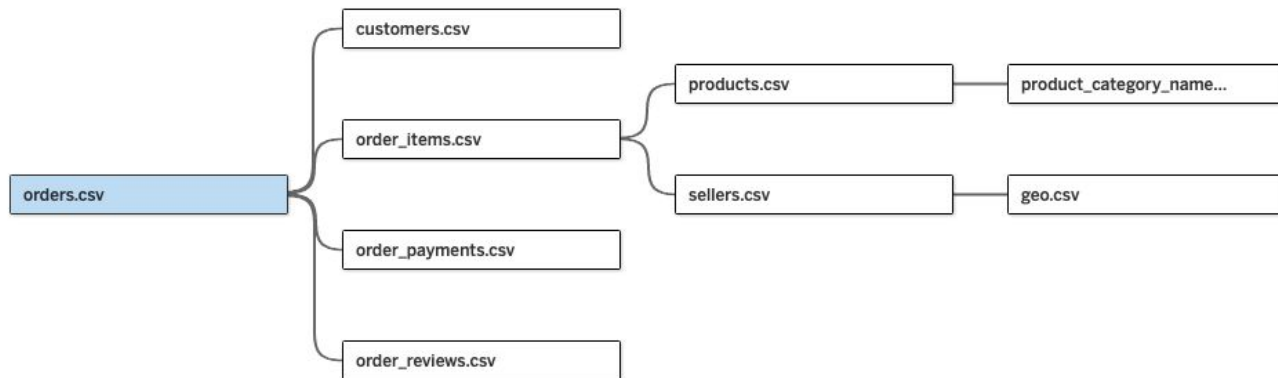 customers.csv
products.csv
product_category_name...
order_items.csv
orders.csv
sellers.csv
geo.csv
order_payments.csv
order_reviews.csv